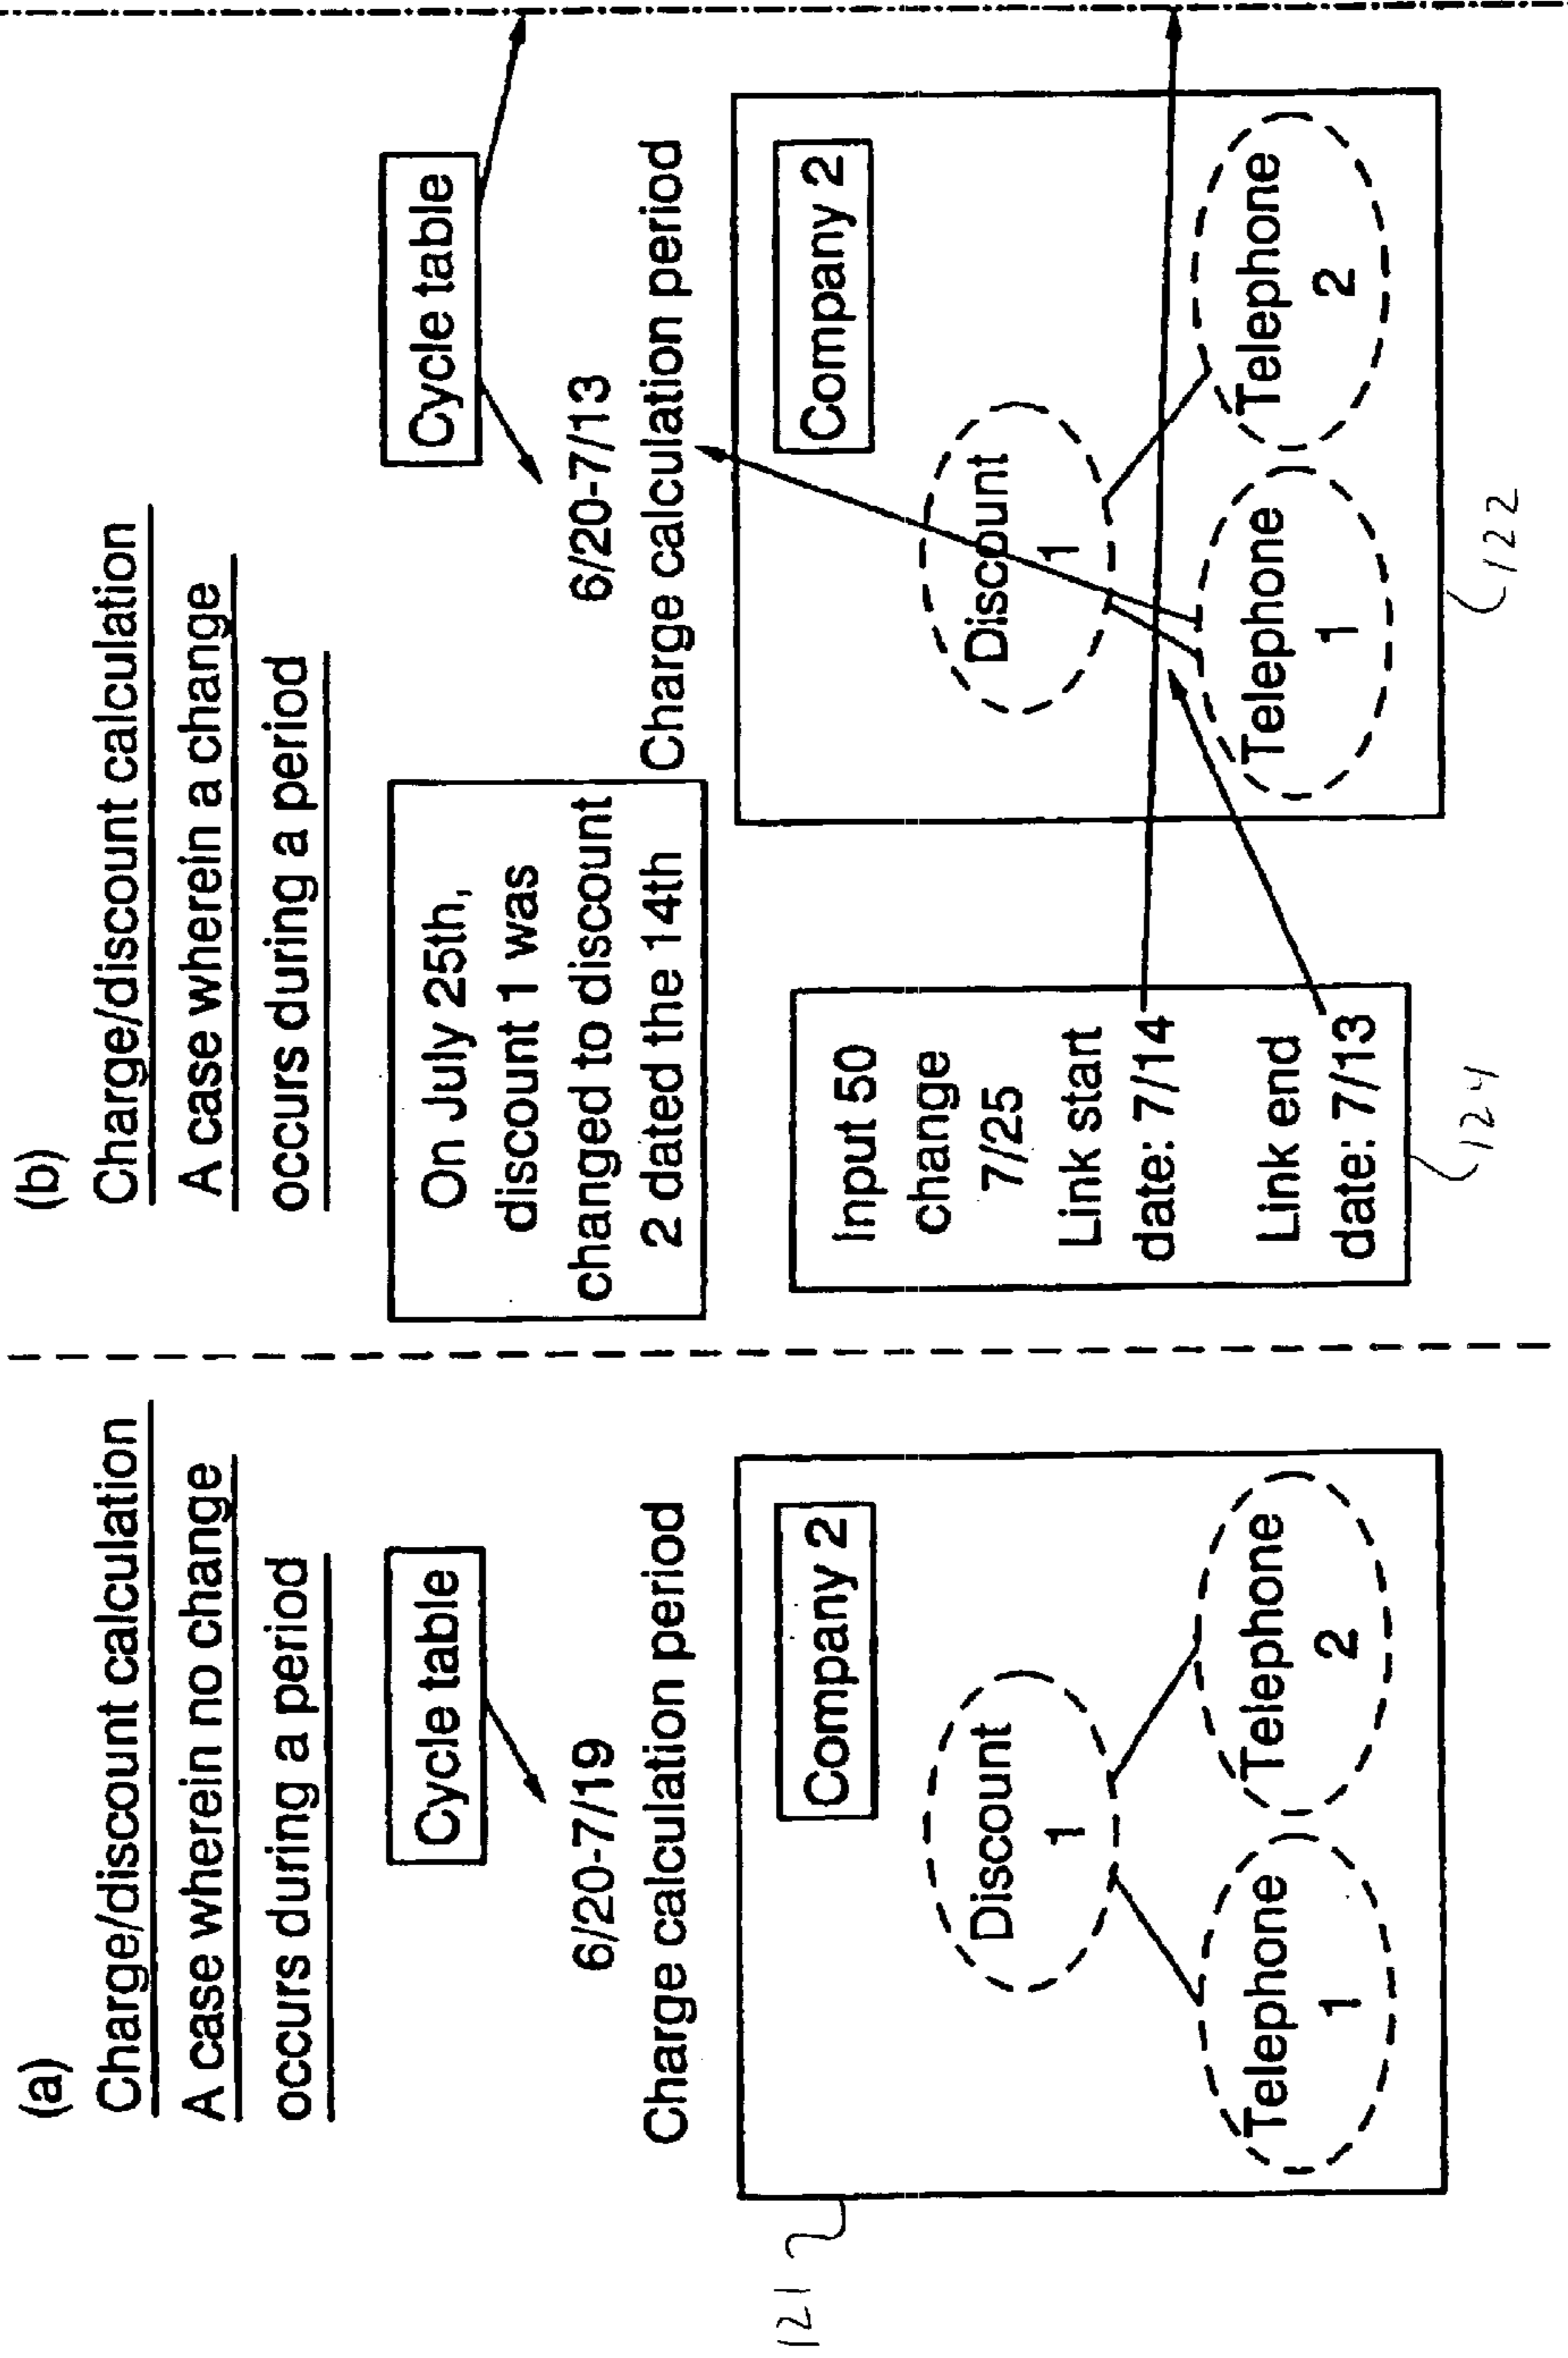 (a)
Charge/discount calculation
A case wherein no change
occurs during a period
Cycle table
6/20-7/19
Charge calculation period
Company 2
Discount
1
Telephone
1
Telephone
2
121
(b)
Charge/discount calculation
A case wherein a change
occurs during a period
On July 25th,
discount 1 was
changed to discount
2 dated the 14th
Cycle table
6/20-7/13
Charge calculation period
Input 50
change
7/25
Link start
date: 7/14
Link end
date: 7/13
124
Company 2
Discount
1
Telephone
1
Telephone
2
122